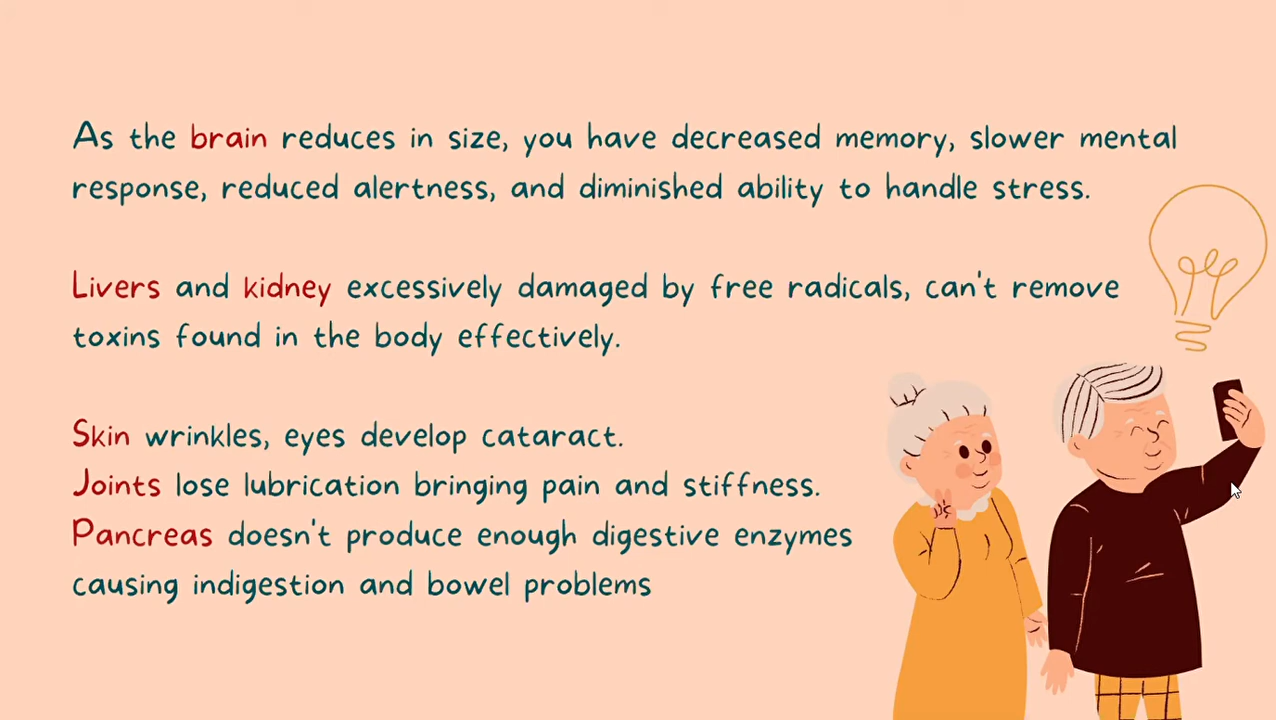 As the brain reduces in size, you have decreased memory, slower mental
response, reduced alertness, and diminished ability to handle stress.
Livers and kidney excessively damaged by free radicals, can't remove
toxins found in the body effectively.
Skin wrinkles, eyes develop cataract.
Joints lose lubrication bringing pain and stiffness.
Pancreas doesn't produce enough digestive enzymes
causing indigestion and bowel problems